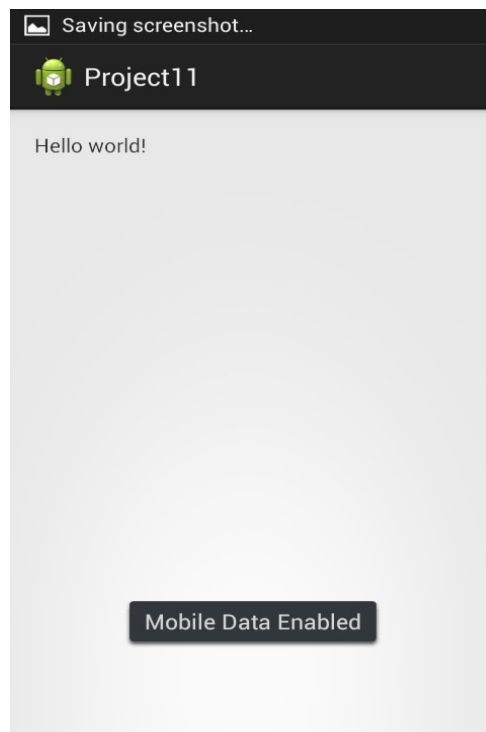 Saving screenshot...
Project11
Hello world!
Mobile Data Enabled